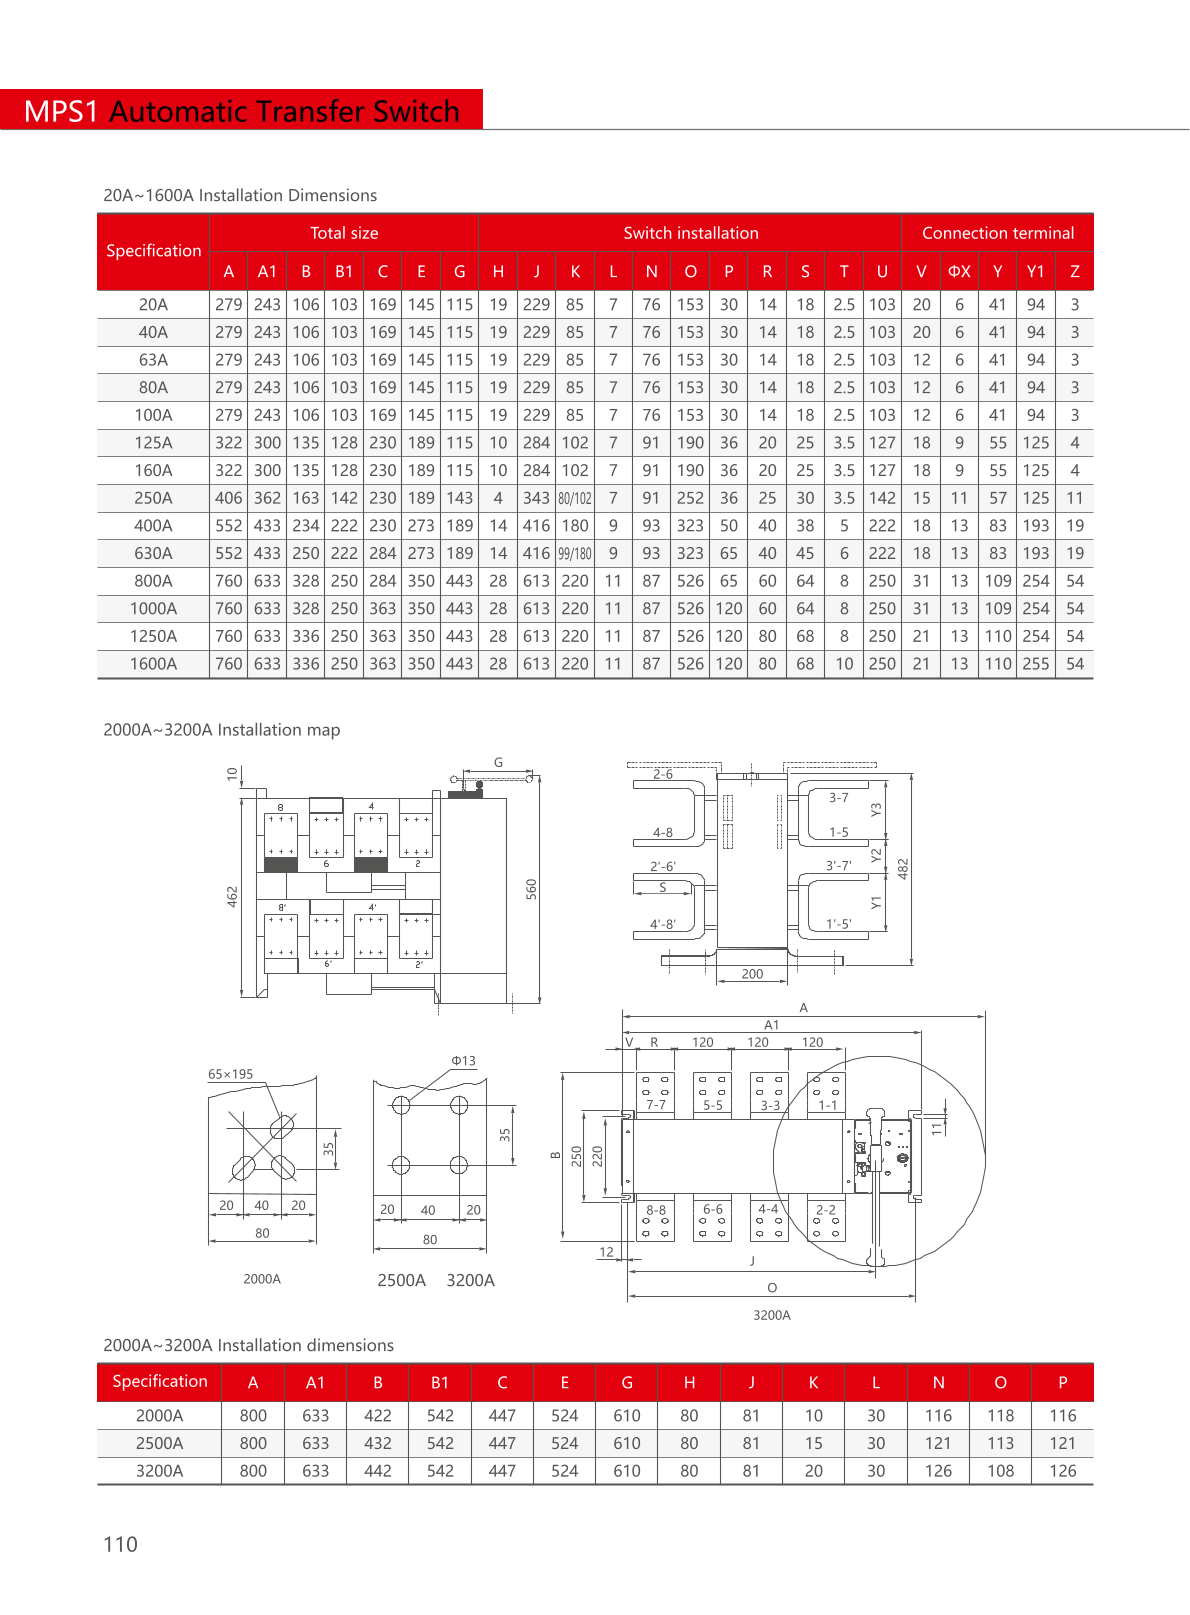 MPS1 Automatic Transfer Switch
20A~1600A Installation Dimensions
Specification Total size Switch installation Connection terminal
A A1 B B1 C E G H J K L N O P R S T U V ΦX Y Y1 Z
20A 279 243 106 103 169 145 115 19 229 85 7 76 153 30 14 18 2.5 103 20 6 41 94 3
40A 279 243 106 103 169 145 115 19 229 85 7 76 153 30 14 18 2.5 103 20 6 41 94 3
63A 279 243 106 103 169 145 115 19 229 85 7 76 153 30 14 18 2.5 103 12 6 41 94 3
80A 279 243 106 103 169 145 115 19 229 85 7 76 153 30 14 18 2.5 103 12 6 41 94 3
100A 279 243 106 103 169 145 115 19 229 85 7 76 153 30 14 18 2.5 103 12 6 41 94 3
125A 322 300 135 128 230 189 115 10 284 102 7 91 190 36 20 25 3.5 127 18 9 55 125 4
160A 322 300 135 128 230 189 115 10 284 102 7 91 190 36 20 25 3.5 127 18 9 55 125 4
250A 406 362 163 142 230 189 143 4 343 80/102 7 91 252 36 25 30 3.5 142 15 11 57 125 11
400A 552 433 234 222 230 273 189 14 416 180 9 93 323 50 40 38 5 222 18 13 83 193 19
630A 552 433 250 222 284 273 189 14 416 99/180 9 93 323 65 40 45 6 222 18 13 83 193 19
800A 760 633 328 250 284 350 443 28 613 220 11 87 526 65 60 64 8 250 31 13 109 254 54
1000A 760 633 328 250 363 350 443 28 613 220 11 87 526 120 60 64 8 250 31 13 109 254 54
1250A 760 633 336 250 363 350 443 28 613 220 11 87 526 120 80 68 8 250 21 13 110 254 54
1600A 760 633 336 250 363 350 443 28 613 220 11 87 526 120 80 68 10 250 21 13 110 255 54
2000A~3200A Installation map
G
10
8 4
6 2
462
560
8' 4'
6' 2'
2-6
3-7
Y3
4-8 1-5
Y2
2'-6' 3'-7'
482
S
Y1
4'-8' 1'-5'
200
A
A1
V R 120 120 120
7-7 5-5 3-3 1-1
11
B 250 220
8-8 6-6 4-4 2-2
12
J
O
3200A
65×195
35
20 40 20
80
2000A
Φ13
35
20 40 20
80
2500A 3200A
2000A~3200A Installation dimensions
Specification A A1 B B1 C E G H J K L N O P
2000A 800 633 422 542 447 524 610 80 81 10 30 116 118 116
2500A 800 633 432 542 447 524 610 80 81 15 30 121 113 121
3200A 800 633 442 542 447 524 610 80 81 20 30 126 108 126
110